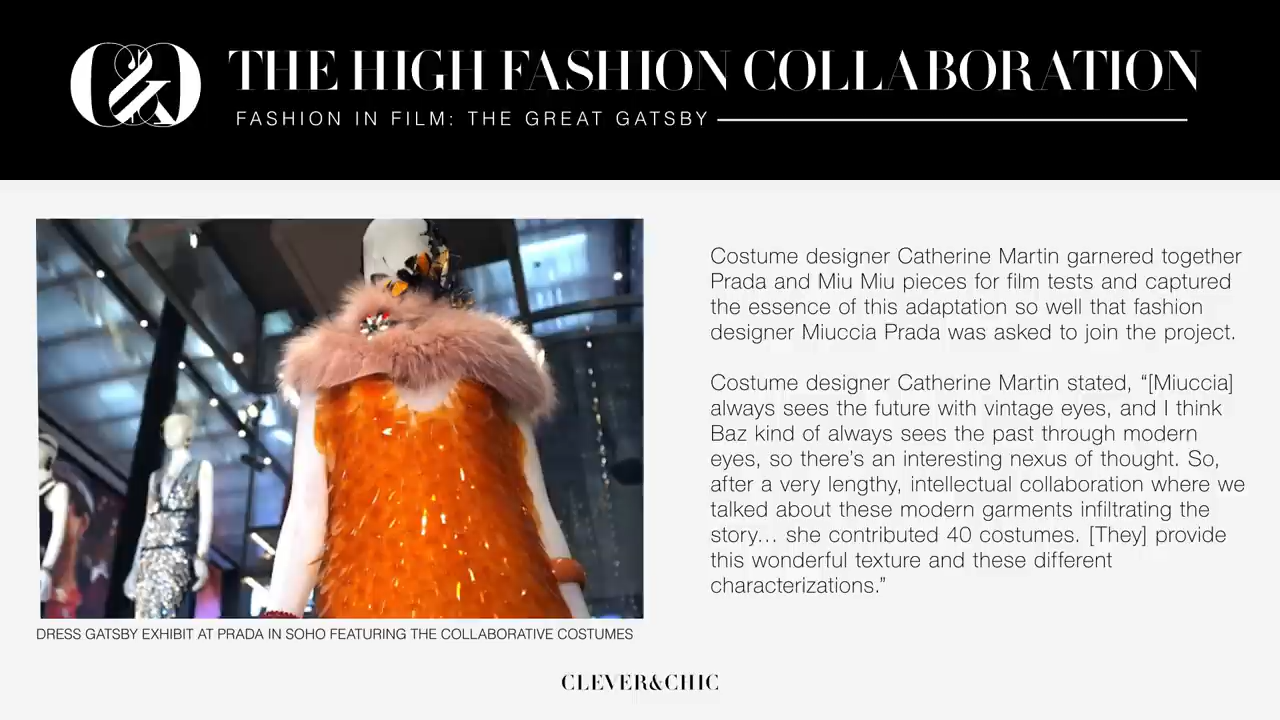 C&C
THE HIGH FASHION COLLABORATION
FASHION IN FILM: THE GREAT GATSBY
Costume designer Catherine Martin garnered together
Prada and Miu Miu pieces for film tests and captured
the essence of this adaptation so well that fashion
designer Miuccia Prada was asked to join the project.
Costume designer Catherine Martin stated, “[Miuccia]
always sees the future with vintage eyes, and I think
Baz kind of always sees the past through modern
eyes, so there's an interesting nexus of thought. So,
after a very lengthy, intellectual collaboration where we
talked about these modern garments infiltrating the
story… she contributed 40 costumes. [They] provide
this wonderful texture and these different
characterizations.”
DRESS GATSBY EXHIBIT AT PRADA IN SOHO FEATURING THE COLLABORATIVE COSTUMES
CLEVER&CHIC